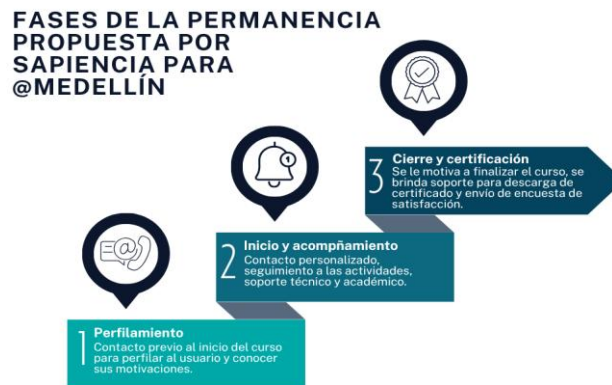 FASES DE LA PERMANENCIA
PROPUESTA POR
SAPIENCIA PARA
@MEDELLÍN
3
Cierre y certificación
Se le motiva a finalizar el curso, se
brinda soporte para descarga de
certificado y envío de encuesta de
satisfacción.
1
2
Inicio y acompñamiento
Contacto personalizado,
seguimiento a las actividades,
soporte técnico y académico.
@
1
Perfilamiento
Contacto previo al inicio del curso
para perfilar al usuario y conocer
sus motivaciones.